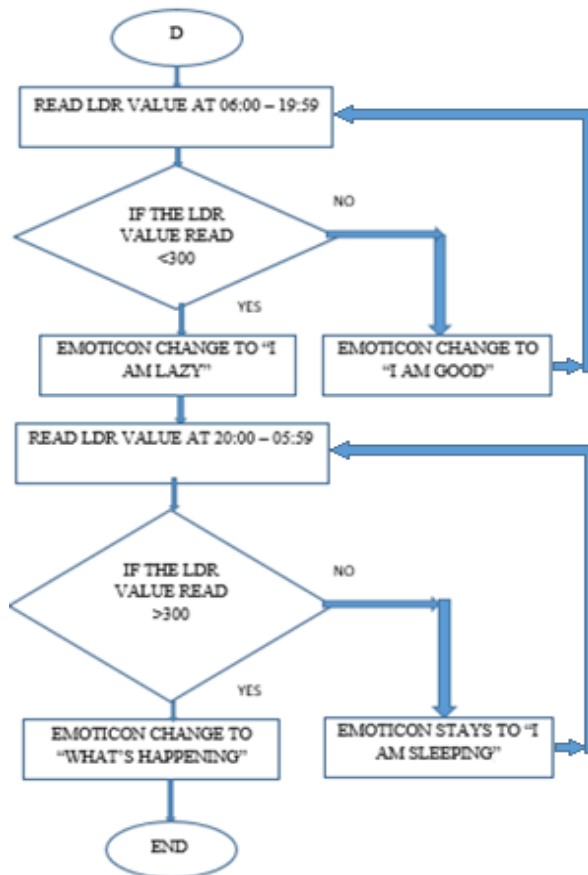 D
READ LDR VALUE AT 06:00 – 19:59
IF THE LDR
VALUE READ
<300
NO
YES
EMOTICON CHANGE TO “I
AM LAZY”
EMOTICON CHANGE TO
“I AM GOOD”
READ LDR VALUE AT 20:00 – 05:59
IF THE LDR
VALUE READ
>300
NO
YES
EMOTICON CHANGE TO
“WHAT’S HAPPENING”
EMOTICON STAYS TO “I
AM SLEEPING”
END